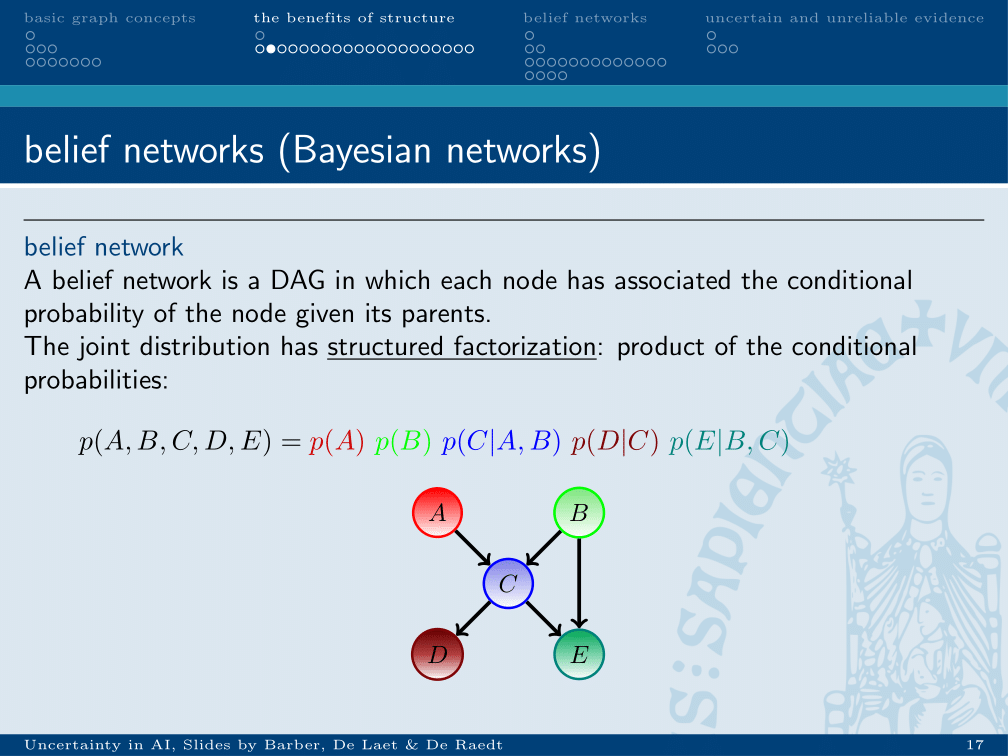 basic graph concepts
the benefits of structure
belief networks
uncertain and unreliable evidence
belief networks (Bayesian networks)
belief network
A belief network is a DAG in which each node has associated the conditional
probability of the node given its parents.
The joint distribution has structured factorization: product of the conditional
probabilities:
p(A, B, C, D, E) = p(A) p(B) p(C|A, B) p(D|C) p(E|B, C)
A
B
C
D
E
S:SAPIENTIAE
Uncertainty in AI, Slides by Barber, De Laet & De Raedt
17